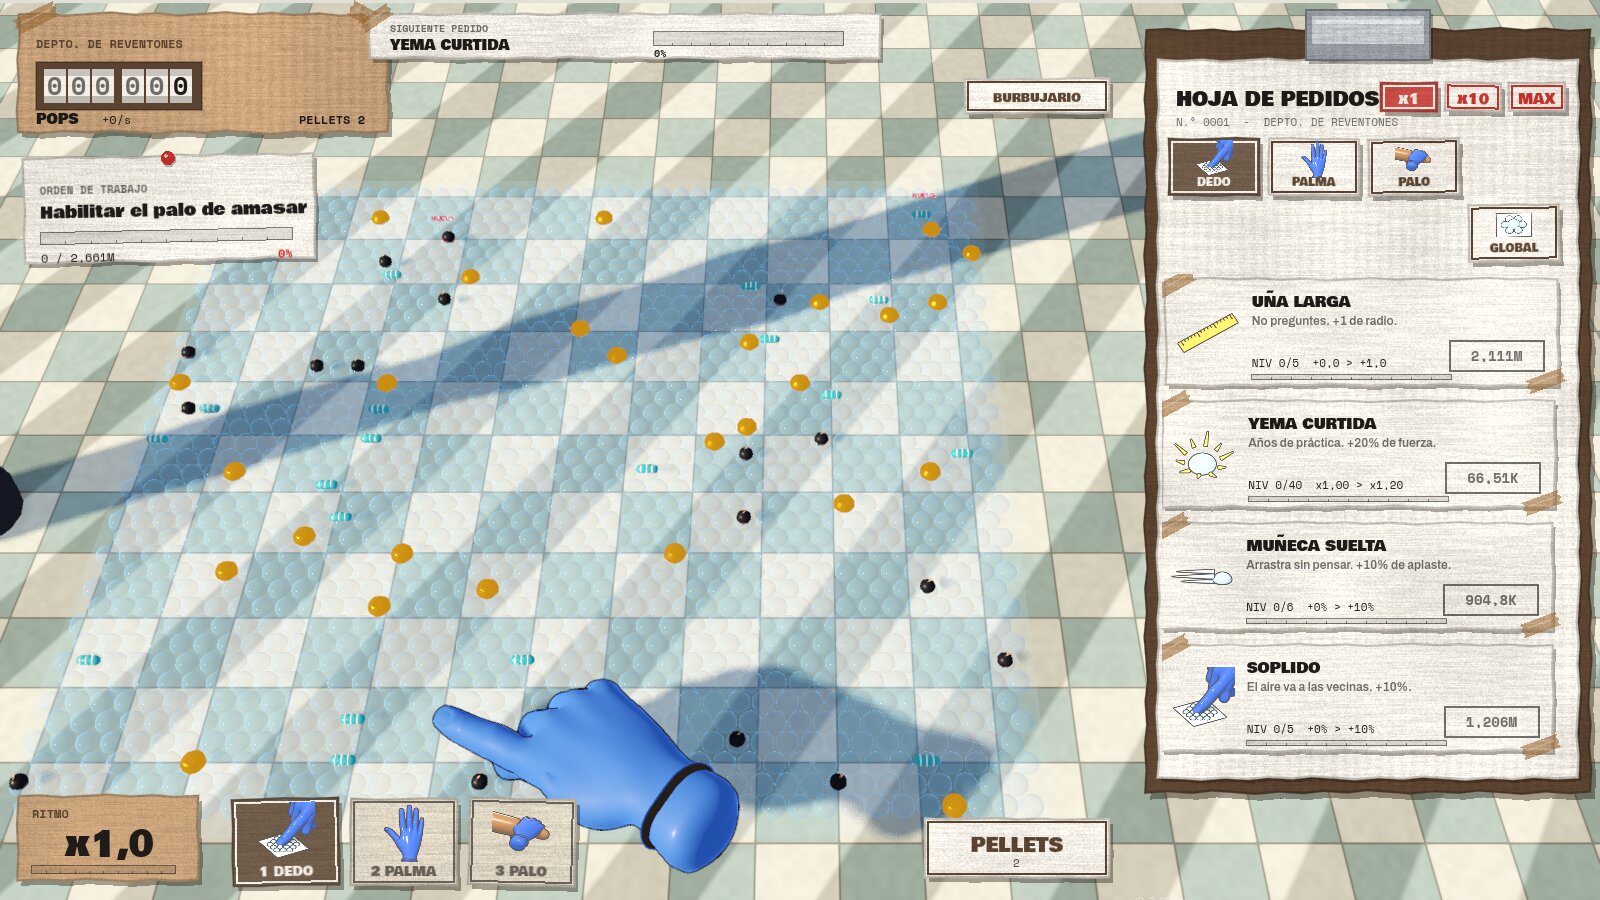 DEPTO. DE REVENTONES
000 000
POPS +0/s PELLETS 2
SIGUIENTE PEDIDO
YEMA CURTIDA
0%
ORDEN DE TRABAJO
Habilitar el palo de amasar
0 / 2,661M 0%
BURBUJARIO
HOJA DE PEDIDOS x1 x10 MAX
N.° 0001 - DEPTO. DE REVENTONES
DEDO PALMA PALO
GLOBAL
UÑA LARGA
No preguntes. +1 de radio.
NIV 0/5 +0,0 > +1,0
2,111M
YEMA CURTIDA
Años de práctica. +20% de fuerza.
NIV 0/40 x1,00 > x1,20
66,51K
MUÑECA SUELTA
Arrastra sin pensar. +10% de aplaste.
NIV 0/6 +0% > +10%
904,8K
SOPLIDO
El aire va a las vecinas. +10%.
NIV 0/5 +0% > +10%
1,206M
RITMO
x1,0
1 DEDO 2 PALMA 3 PALO
PELLETS
2